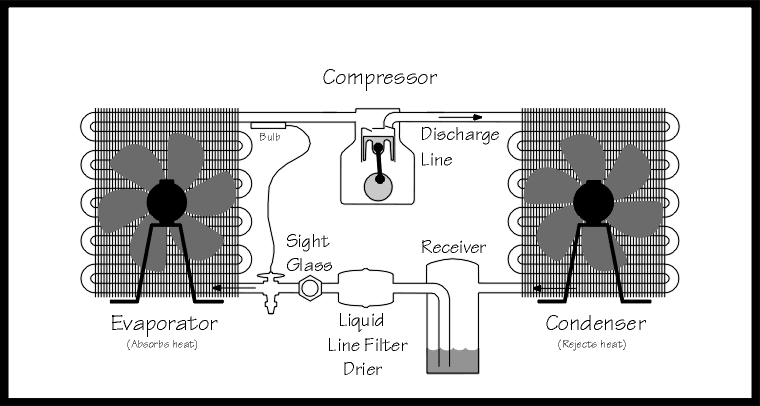 Compressor
Bulb
Discharge
Line
Sight
Glass
Receiver
Evaporator
(Absorbs heat)
Liquid
Line Filter
Drier
Condenser
(Rejects heat)